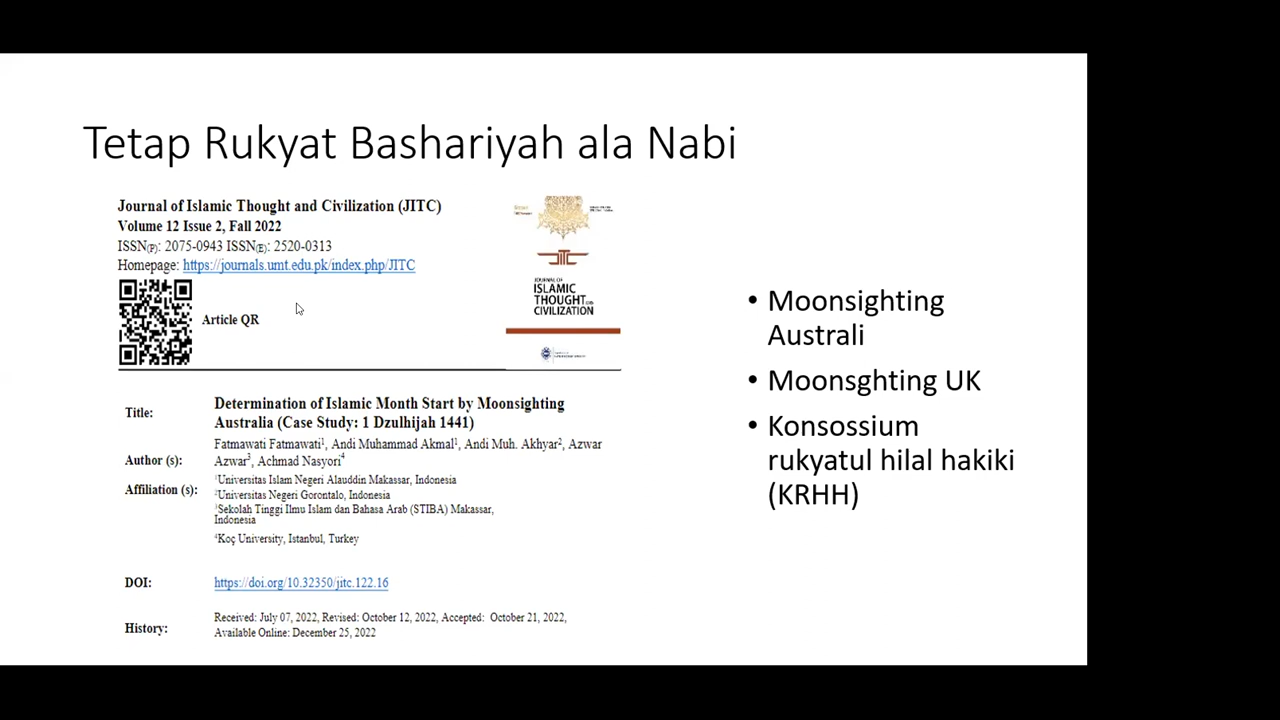 Tetap Rukyat Bashariyah ala Nabi
Journal of Islamic Thought and Civilization (JITC)
Volume 12 Issue 2, Fall 2022
ISSN(P): 2075-0943 ISSN(E): 2520-0313
Homepage: https://journals.umt.edu.pk/index.php/JITC
Article QR
JITC
JOURNAL OF
ISLAMIC
THOUGHT AND
CIVILIZATION
Title:
Determination of Islamic Month Start by Moonsighting
Australia (Case Study: 1 Dzulhijah 1441)
Author (s):
Fatmawati Fatmawati1, Andi Muhammad Akmal1, Andi Muh. Akhyar2, Azwar
Azwar3, Achmad Nasyori4
Affiliation (s):
1Universitas Islam Negeri Alauddin Makassar, Indonesia
2Universitas Negeri Gorontalo, Indonesia
3Sekolah Tinggi Ilmu Islam dan Bahasa Arab (STIBA) Makassar,
Indonesia
4Koç University, Istanbul, Turkey
DOI:
https://doi.org/10.32350/jitc.122.16
History:
Received: July 07, 2022, Revised: October 12, 2022, Accepted: October 21, 2022,
Available Online: December 25, 2022
• Moonsighting
Australi
• Moonsghting UK
• Konsossium
rukyatul hilal hakiki
(KRHH)